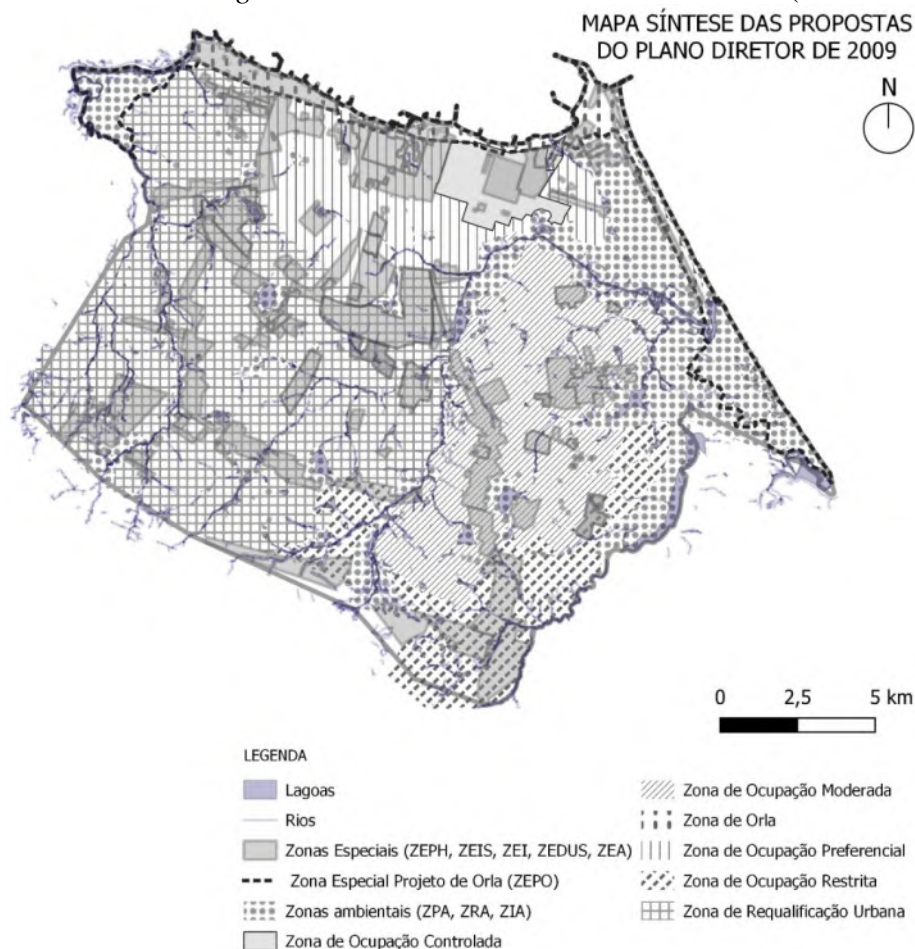 MAPA SÍNTESE DAS PROPOSTAS
DO PLANO DIRETOR DE 2009
N
0 2,5 5 km
LEGENDA
Lagoas
Rios
Zonas Especiais (ZEPH, ZEIS, ZEI, ZEDUS, ZEA)
Zona Especial Projeto de Orla (ZEPO)
Zonas ambientais (ZPA, ZRA, ZIA)
Zona de Ocupação Controlada
Zona de Ocupação Moderada
Zona de Orla
Zona de Ocupação Preferencial
Zona de Ocupação Restrita
Zona de Requalificação Urbana